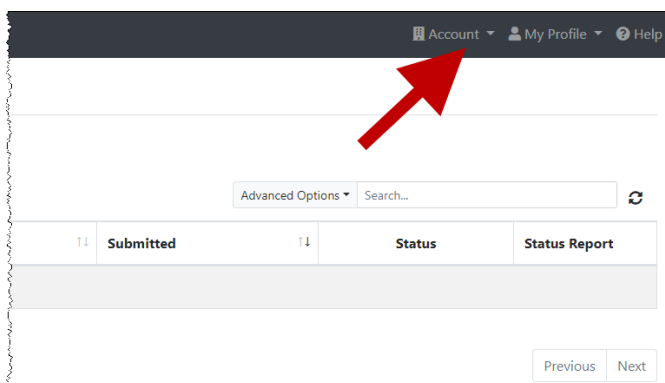 Account My Profile Help
Advanced Options Search...
Submitted Status Status Report
Previous Next